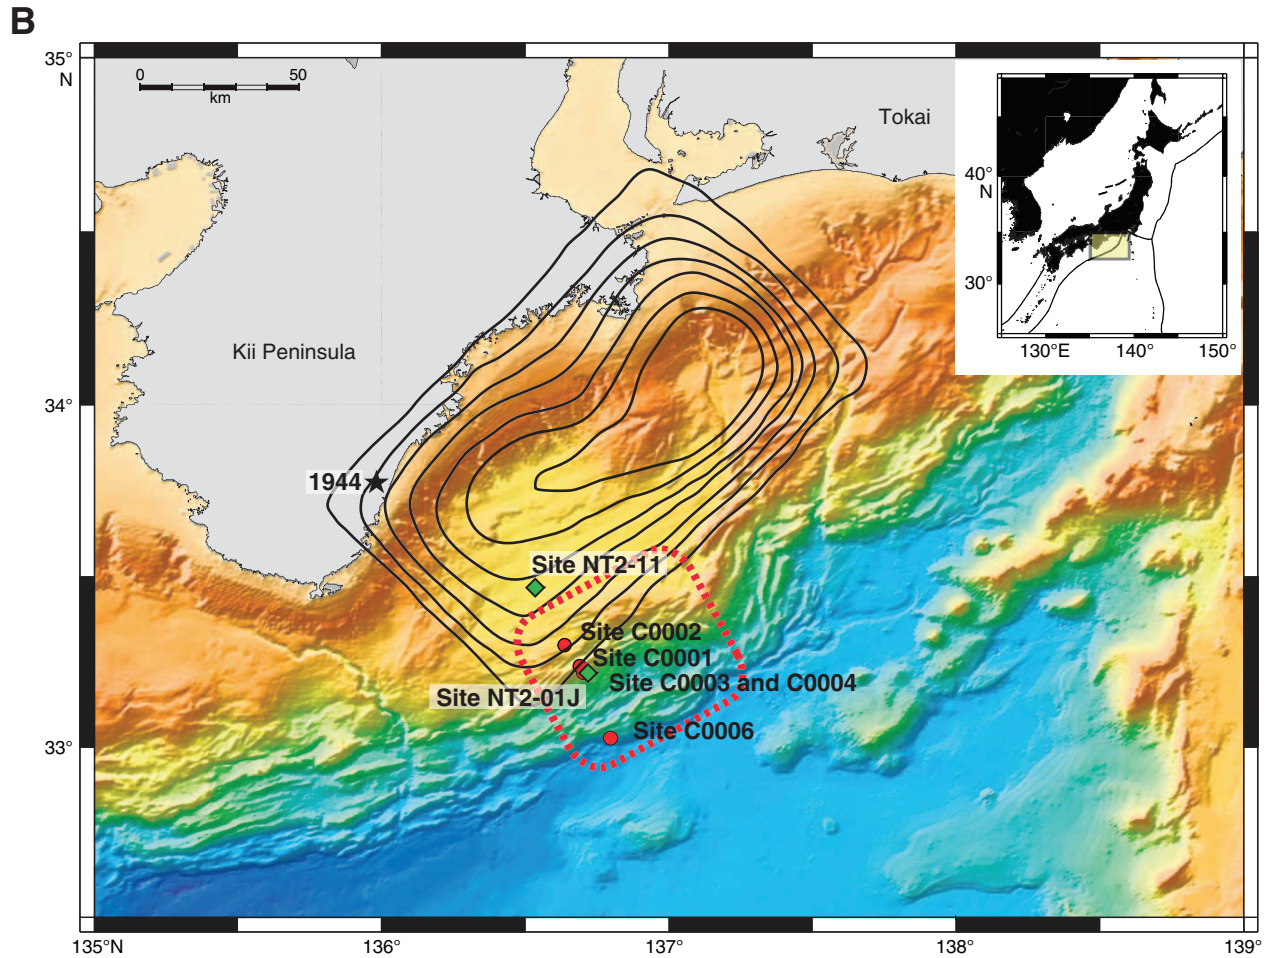 B
35°
N
0 50
km
Tokai
40°
N
30°
130°E 140° 150°
Kii Peninsula
34°
1944
Site NT2-11
Site C0002
Site C0001
Site C0003 and C0004
Site NT2-01J
Site C0006
33°
135°N 136° 137° 138° 139°